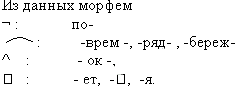 Из данных морфем
¬ : по-
⌒ : -врем -, -ряд- , -береж-
^ : - ок -,
□ : - ет, -□, -я.